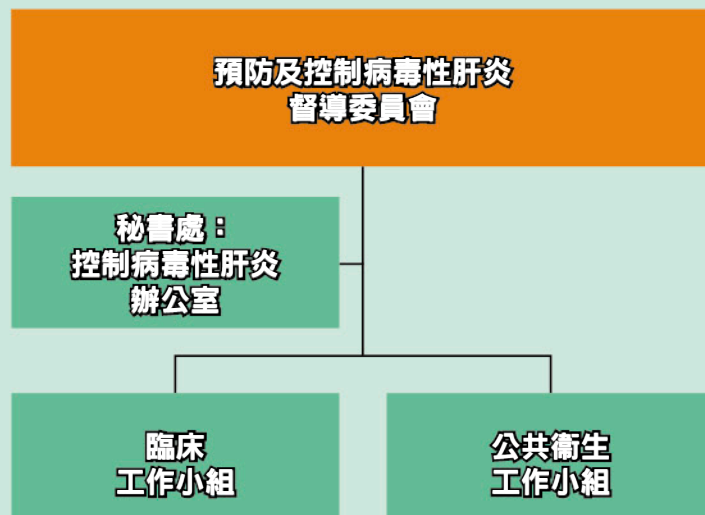 預防及控制病毒性肝炎
督導委員會
秘書處：
控制病毒性肝炎
辦公室
臨床
工作小組
公共衞生
工作小組